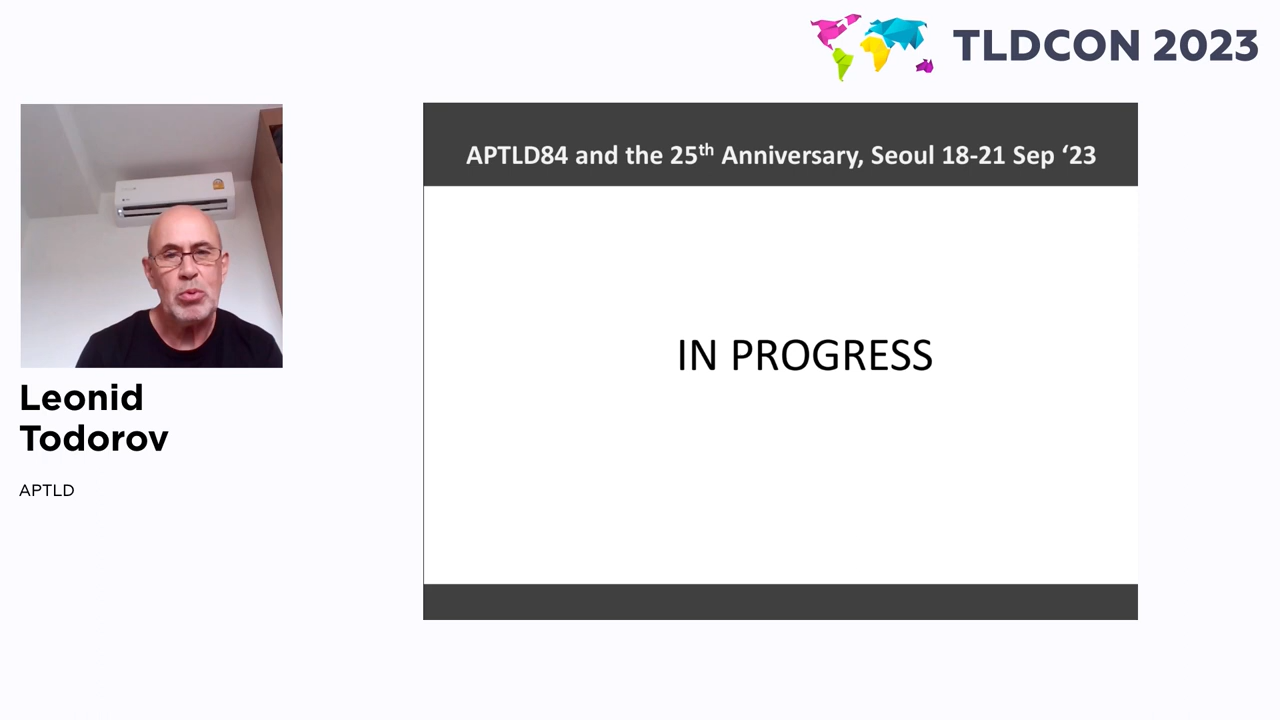 TLDCON 2023
APTLD84 and the 25th Anniversary, Seoul 18-21 Sep ‘23
IN PROGRESS
Leonid
Todorov
APTLD